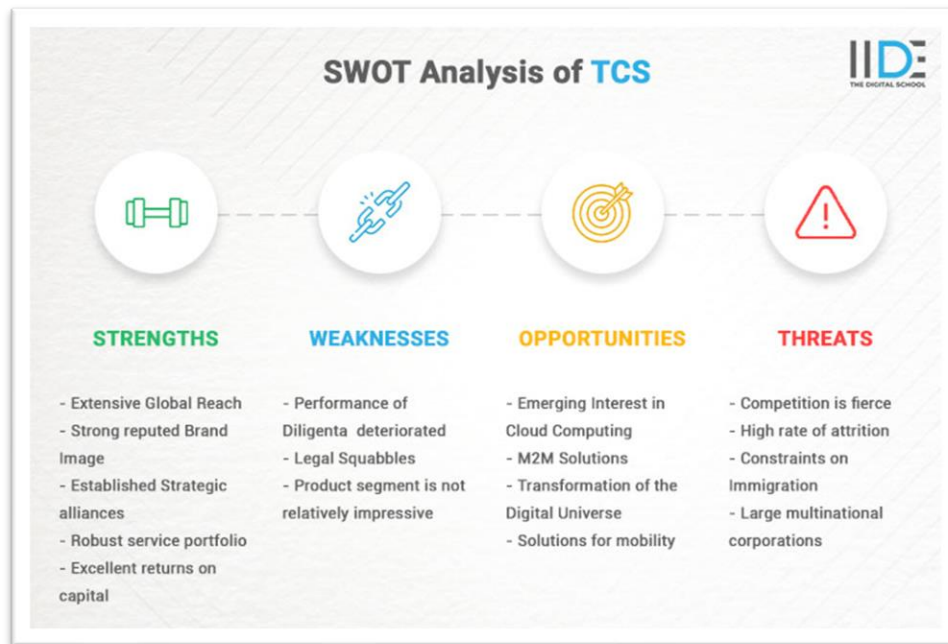 SWOT Analysis of TCS
IIDE
THE DIGITAL SCHOOL
STRENGTHS
- Extensive Global Reach
- Strong reputed Brand
Image
- Established Strategic
alliances
- Robust service portfolio
- Excellent returns on
capital
WEAKNESSES
- Performance of
Diligenta deteriorated
- Legal Squabbles
- Product segment is not
relatively impressive
OPPORTUNITIES
- Emerging Interest in
Cloud Computing
- M2M Solutions
- Transformation of the
Digital Universe
- Solutions for mobility
THREATS
- Competition is fierce
- High rate of attrition
- Constraints on
Immigration
- Large multinational
corporations